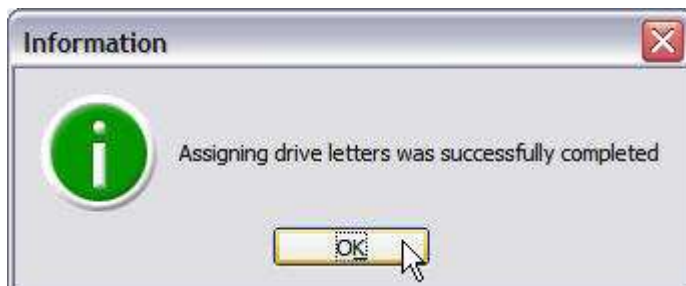 Information
Assigning drive letters was successfully completed
OK